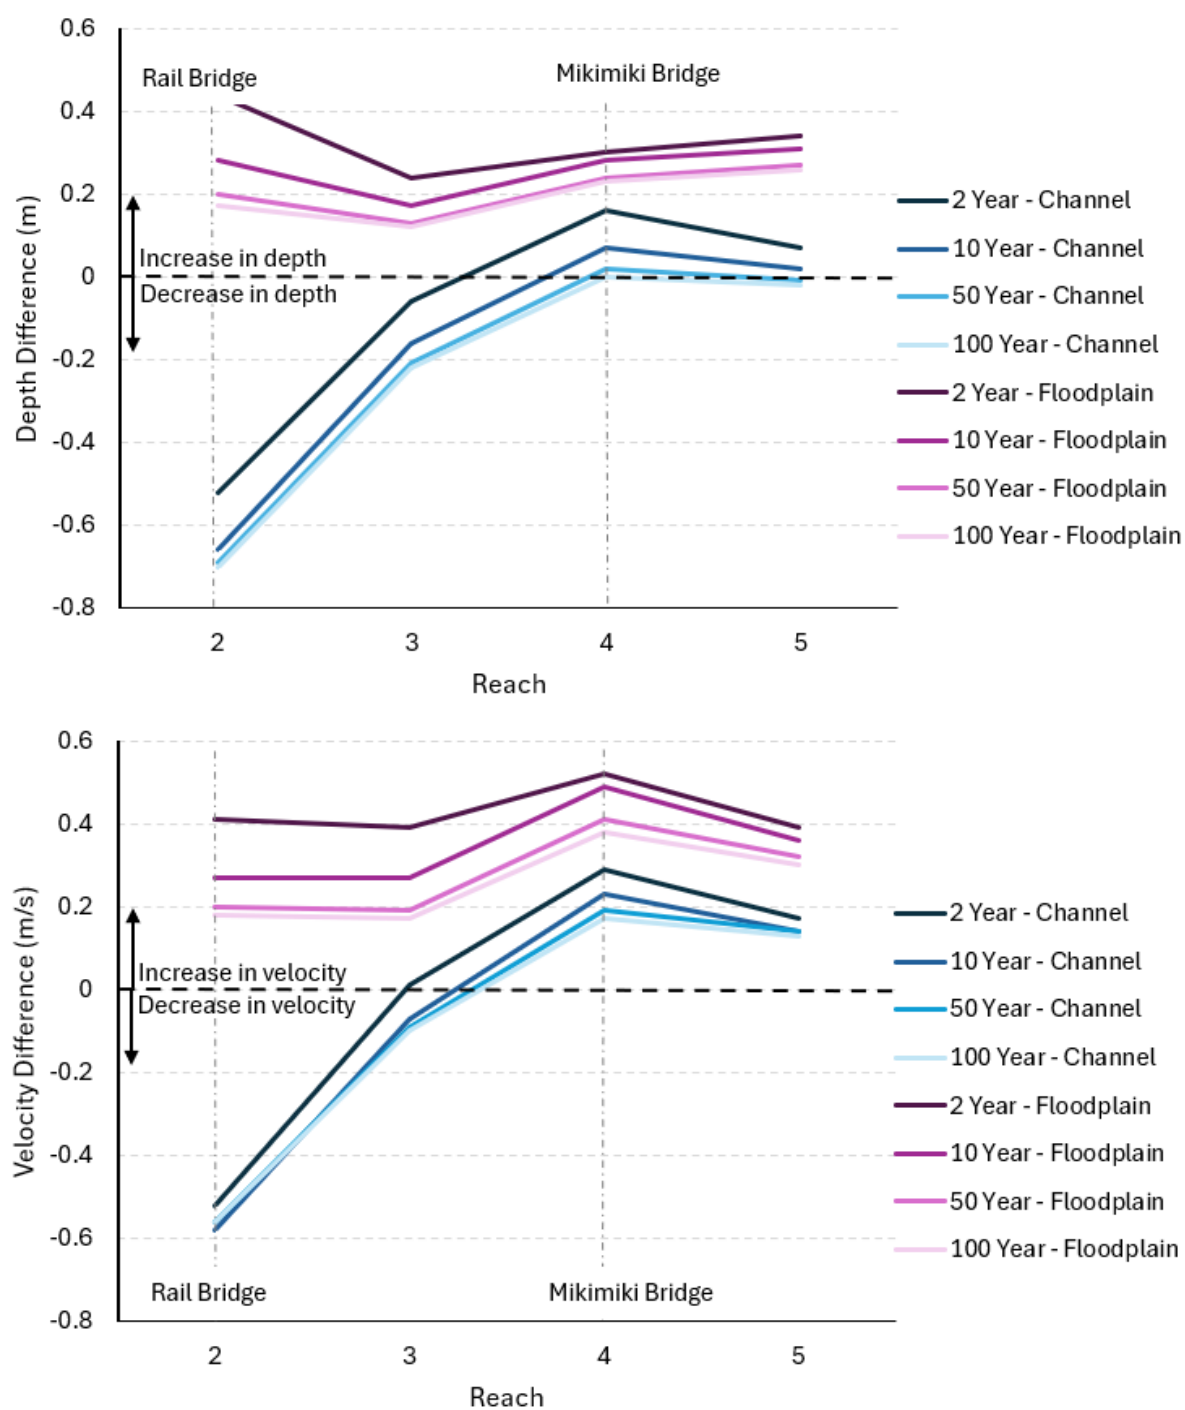 0.6
Rail Bridge
Mikimiki Bridge
0.4
0.2
2 Year - Channel
10 Year - Channel
Increase in depth
0
Decrease in depth
50 Year - Channel
100 Year - Channel
-0.2
2 Year - Floodplain
-0.4
10 Year - Floodplain
50 Year - Floodplain
-0.6
100 Year - Floodplain
-0.8
Depth Difference (m)
2 3 4 5
Reach
0.6
0.4
0.2
2 Year - Channel
10 Year - Channel
Increase in velocity
0
Decrease in velocity
50 Year - Channel
100 Year - Channel
-0.2
2 Year - Floodplain
-0.4
10 Year - Floodplain
50 Year - Floodplain
-0.6
100 Year - Floodplain
Rail Bridge
Mikimiki Bridge
-0.8
Velocity Difference (m/s)
2 3 4 5
Reach